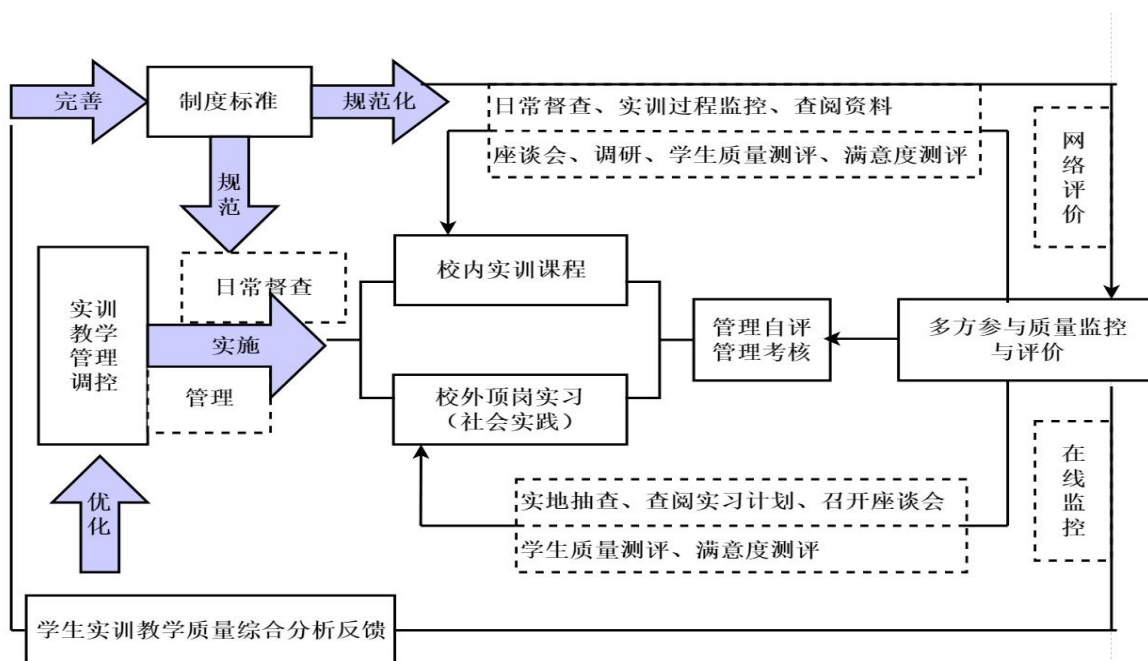 完善
制度标准
规范化
日常督查、实训过程监控、查阅资料
座谈会、调研、学生质量测评、满意度测评
网
络
评
价
规
范
日常督查
校内实训课程
实训
教学
管理
调控
实施
管理自评
管理考核
多方参与质量监控
与评价
管理
校外顶岗实习
（社会实践）
优
化
实地抽查、查阅实习计划、召开座谈会
学生质量测评、满意度测评
在
线
监
控
学生实训教学质量综合分析反馈